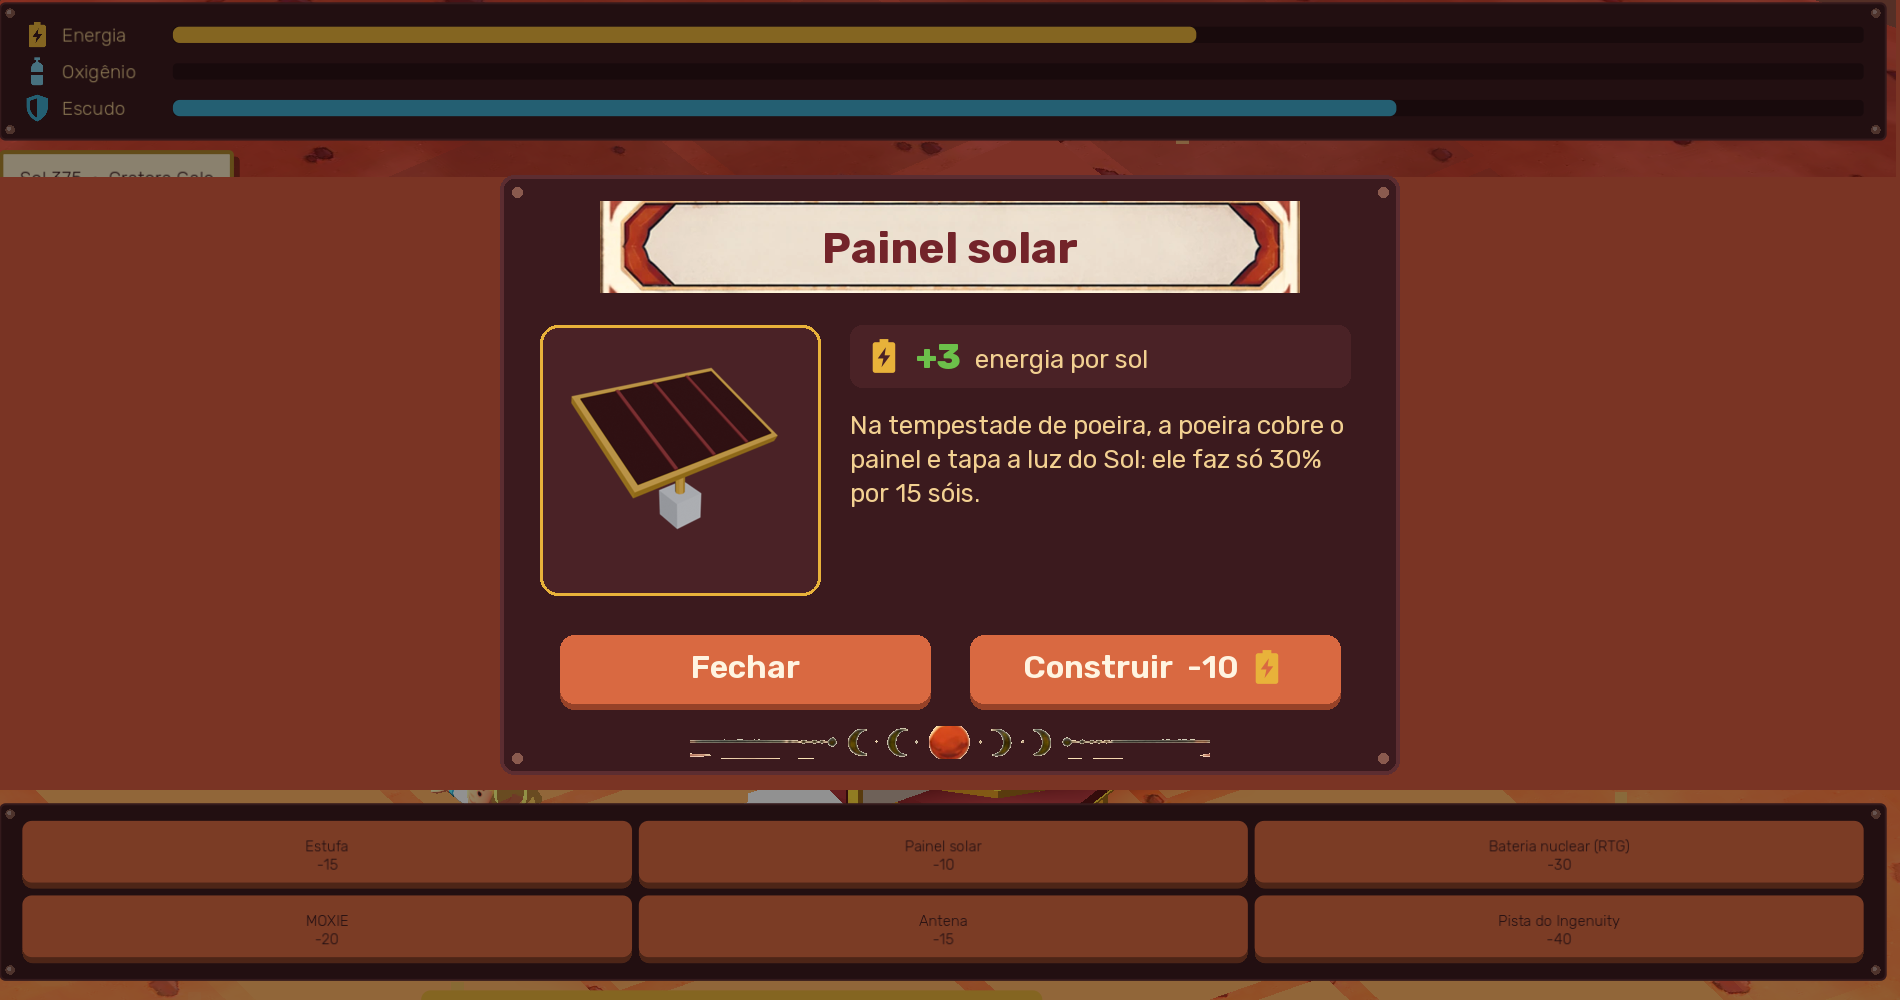 Energia
Oxigênio
Escudo
Painel solar
+3 energia por sol
Na tempestade de poeira, a poeira cobre o
painel e tapa a luz do Sol: ele faz só 30%
por 15 sóis.
Fechar
Construir -10
Estufa
-15
Painel solar
-10
Bateria nuclear (RTG)
-30
MOXIE
-20
Antena
-15
Pista do Ingenuity
-40